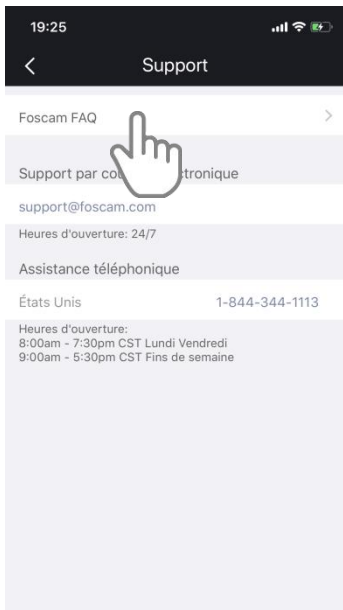 19:25
Support
Foscam FAQ
Support par cou ctronique
support@foscam.com
Heures d'ouverture: 24/7
Assistance téléphonique
États Unis 1-844-344-1113
Heures d'ouverture:
8:00am - 7:30pm CST Lundi Vendredi
9:00am - 5:30pm CST Fins de semaine